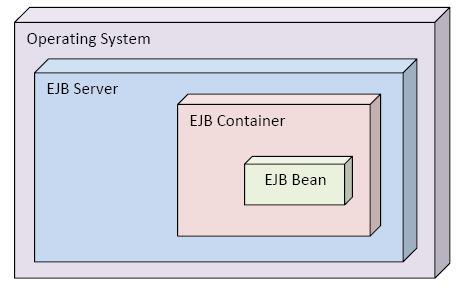 Operating System
EJB Server
EJB Container
EJB Bean